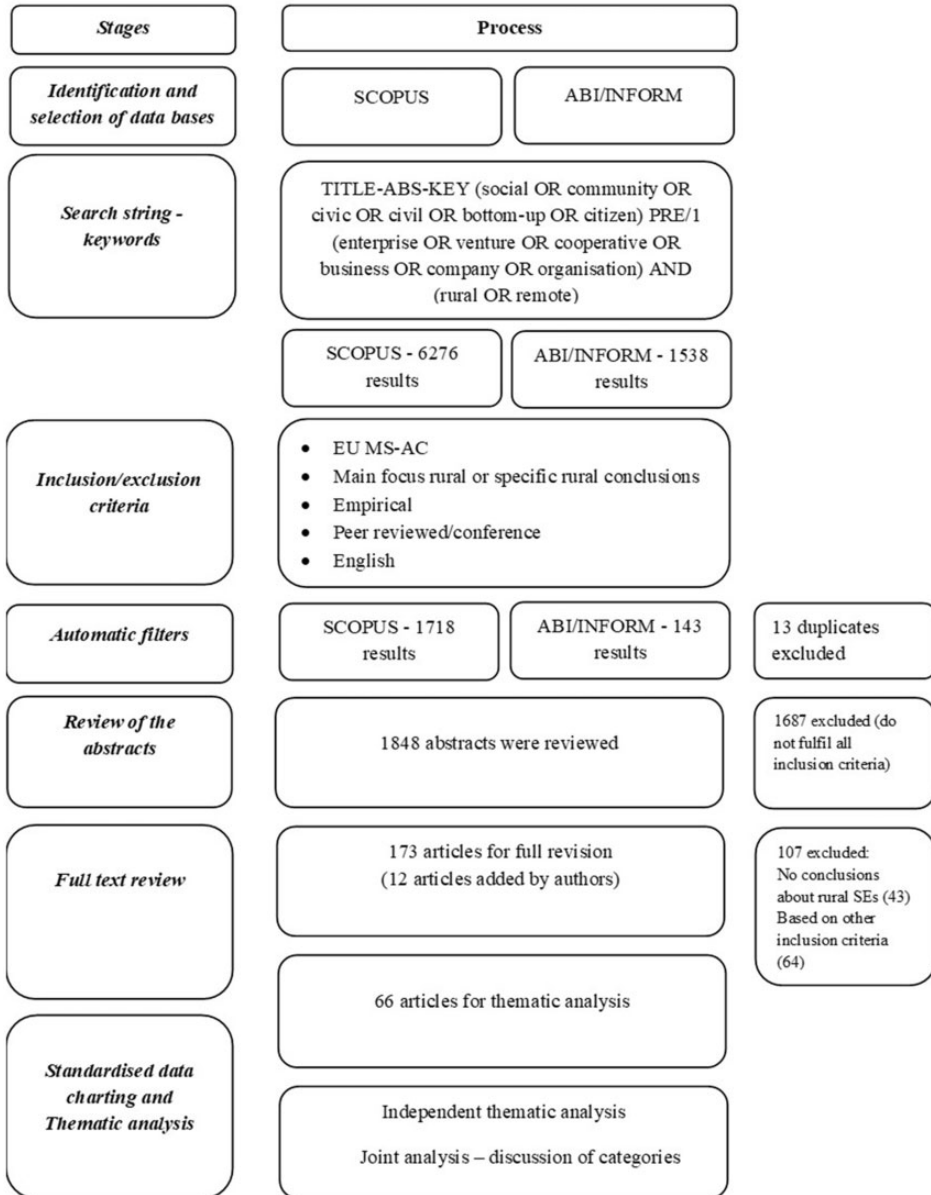 Stages
Process
Identification and
selection of data bases
SCOPUS
ABI/INFORM
Search string -
keywords
TITLE-ABS-KEY (social OR community OR
civic OR civil OR bottom-up OR citizen) PRE/1
(enterprise OR venture OR cooperative OR
business OR company OR organisation) AND
(rural OR remote)
SCOPUS - 6276
results
ABI/INFORM - 1538
results
Inclusion/exclusion
criteria
• EU MS-AC
• Main focus rural or specific rural conclusions
• Empirical
• Peer reviewed/conference
• English
Automatic filters
SCOPUS - 1718
results
ABI/INFORM - 143
results
13 duplicates
excluded
Review of the
abstracts
1848 abstracts were reviewed
1687 excluded (do
not fulfil all
inclusion criteria)
Full text review
173 articles for full revision
(12 articles added by authors)
107 excluded:
No conclusions
about rural SEs (43)
Based on other
inclusion criteria
(64)
66 articles for thematic analysis
Standardised data
charting and
Thematic analysis
Independent thematic analysis
Joint analysis – discussion of categories